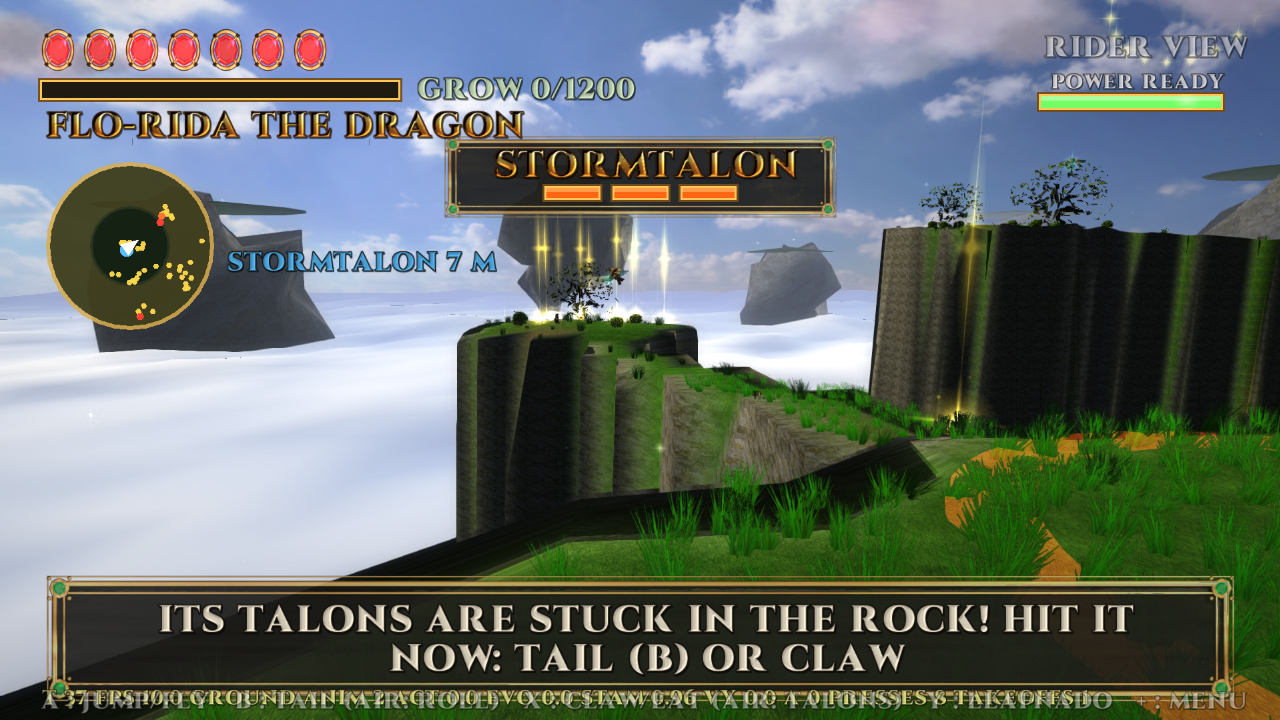 RIDER VIEW
GROW 0/1200
POWER READY
FLO-RIDA THE DRAGON
STORMTALON
STORMTALON 7 M
ITS TALONS ARE STUCK IN THE ROCK! HIT IT
NOW: TAIL (B) OR CLAW
: MENU